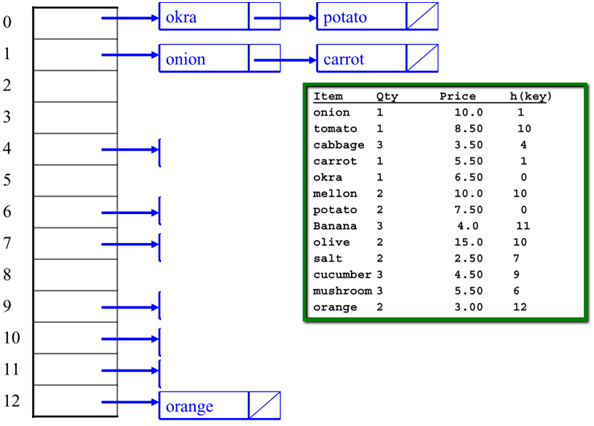 0 okra potato
1 onion carrot
2
3
4
5
6
7
8
9
10
11
12 orange
Item Qty Price h(key)
onion 1 10.0 1
tomato 1 8.50 10
cabbage 3 3.50 4
carrot 1 5.50 1
okra 1 6.50 0
mellon 2 10.0 10
potato 2 7.50 0
Banana 3 4.0 11
olive 2 15.0 10
salt 2 2.50 7
cucumber 3 4.50 9
mushroom 3 5.50 6
orange 2 3.00 12